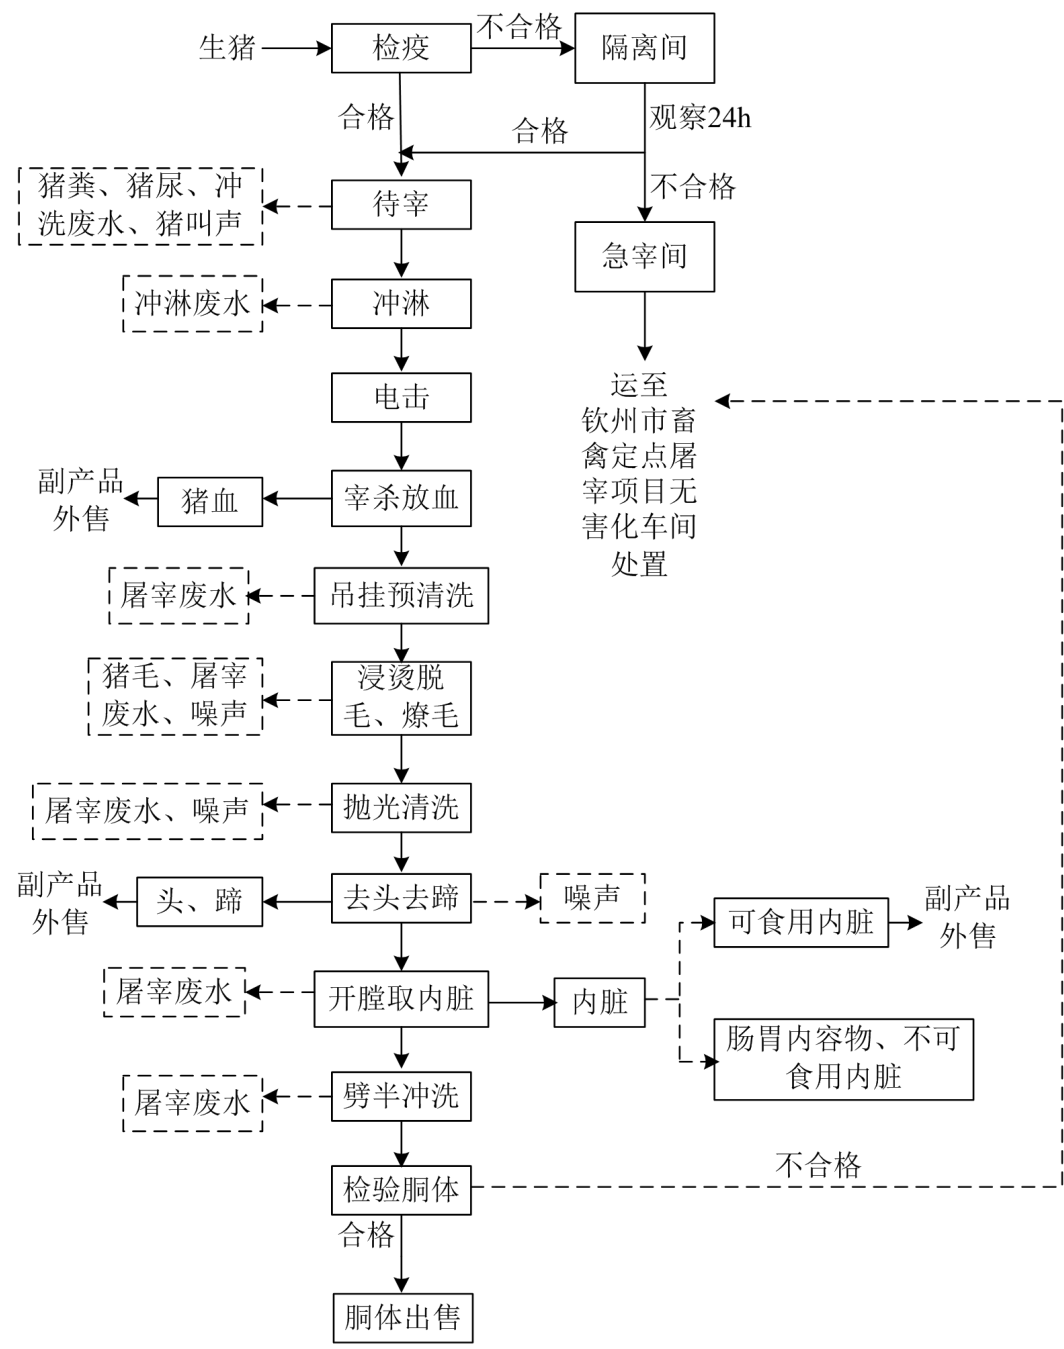 生猪
检疫
不合格
隔离间
合格
合格
观察24h
不合格
猪粪、猪尿、冲
洗废水、猪叫声
待宰
急宰间
冲淋废水
冲淋
运至
钦州市畜
禽定点屠
宰项目无
害化车间
处置
电击
副产品
外售
猪血
宰杀放血
屠宰废水
吊挂预清洗
猪毛、屠宰
废水、噪声
浸烫脱
毛、燎毛
屠宰废水、噪声
抛光清洗
副产品
外售
头、蹄
去头去蹄
噪声
可食用内脏
副产品
外售
屠宰废水
开膛取内脏
内脏
肠胃内容物、不可
食用内脏
屠宰废水
劈半冲洗
检验胴体
不合格
合格
胴体出售